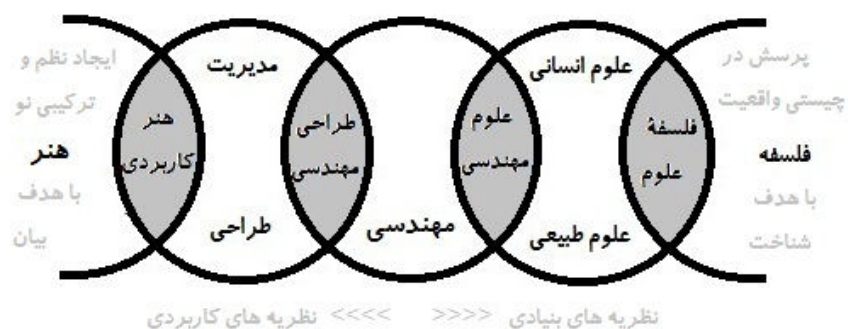 پرسش در
چیستی واقعیت
فلسفه
با هدف
شناخت
فلسفهٔ
علوم
علوم انسانی
علوم طبیعی
علوم
مهندسی
مهندسی
طراحی
مهندسی
مدیریت
طراحی
هنر
کاربردی
ایجاد نظم و
ترکیبی نو
هنر
با هدف
بیان
نظریه های بنیادی >>>> <<<< نظریه های کاربردی